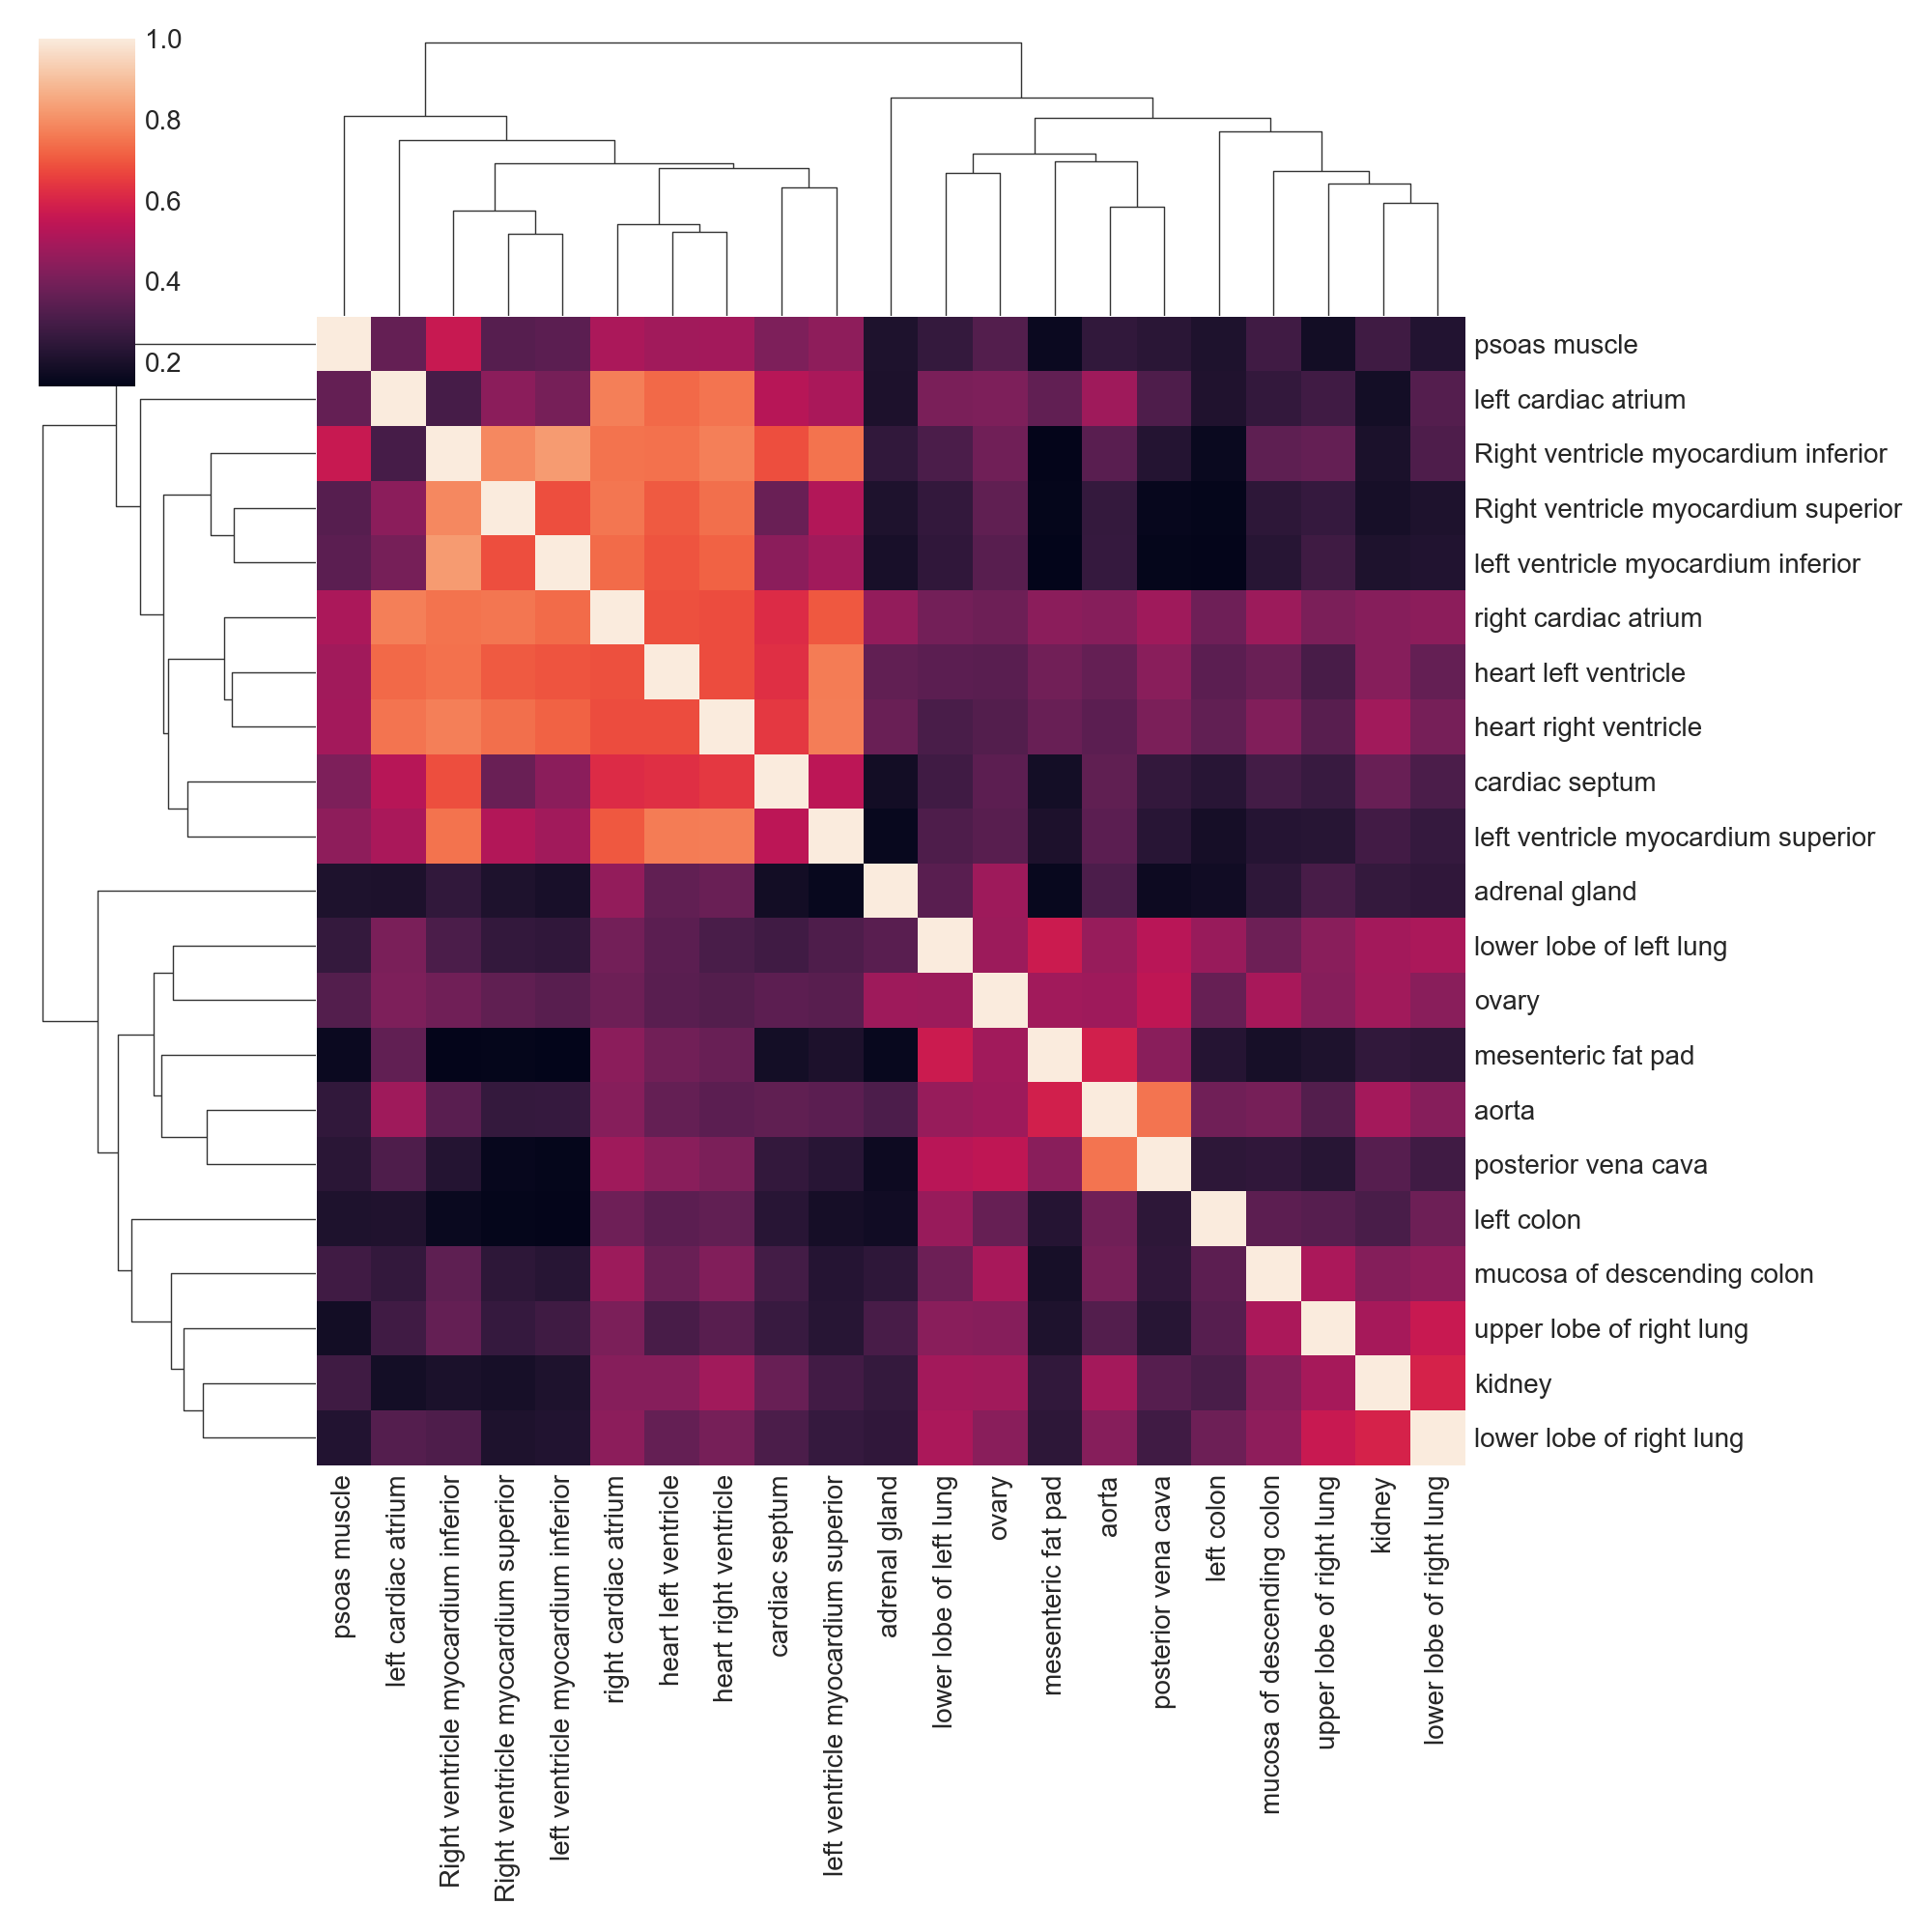 1.0
0.8
0.6
0.4
0.2
psoas muscle
left cardiac atrium
Right ventricle myocardium inferior
Right ventricle myocardium superior
left ventricle myocardium inferior
right cardiac atrium
heart left ventricle
heart right ventricle
cardiac septum
left ventricle myocardium superior
adrenal gland
lower lobe of left lung
ovary
mesenteric fat pad
aorta
posterior vena cava
left colon
mucosa of descending colon
upper lobe of right lung
kidney
lower lobe of right lung
psoas muscle
left cardiac atrium
Right ventricle myocardium inferior
Right ventricle myocardium superior
left ventricle myocardium inferior
right cardiac atrium
heart left ventricle
heart right ventricle
cardiac septum
left ventricle myocardium superior
adrenal gland
lower lobe of left lung
ovary
mesenteric fat pad
aorta
posterior vena cava
left colon
mucosa of descending colon
upper lobe of right lung
kidney
lower lobe of right lung